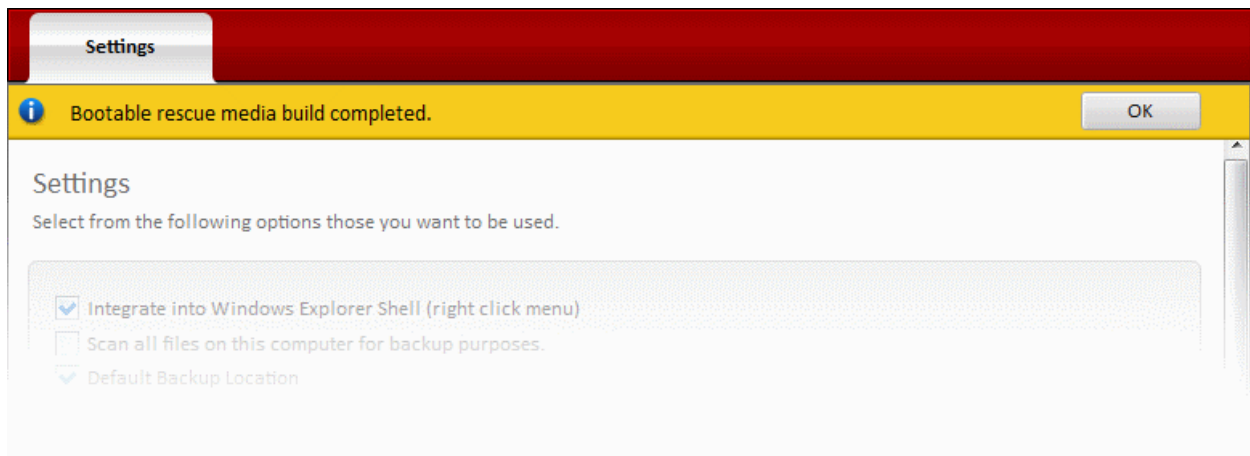 Settings
Bootable rescue media build completed.
OK
Settings
Select from the following options those you want to be used.
Integrate into Windows Explorer Shell (right click menu)
Scan all files on this computer for backup purposes.
Default Backup Location